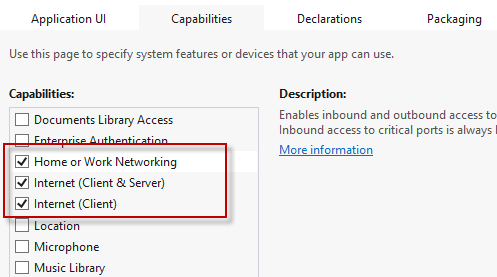 Application UI Capabilities Declarations Packaging
Use this page to specify system features or devices that your app can use.
Capabilities: Description:
Documents Library Access
Enterprise Authentication
Home or Work Networking
Internet (Client & Server)
Internet (Client)
Location
Microphone
Music Library
Enables inbound and outbound access to
Inbound access to critical ports is always
More information